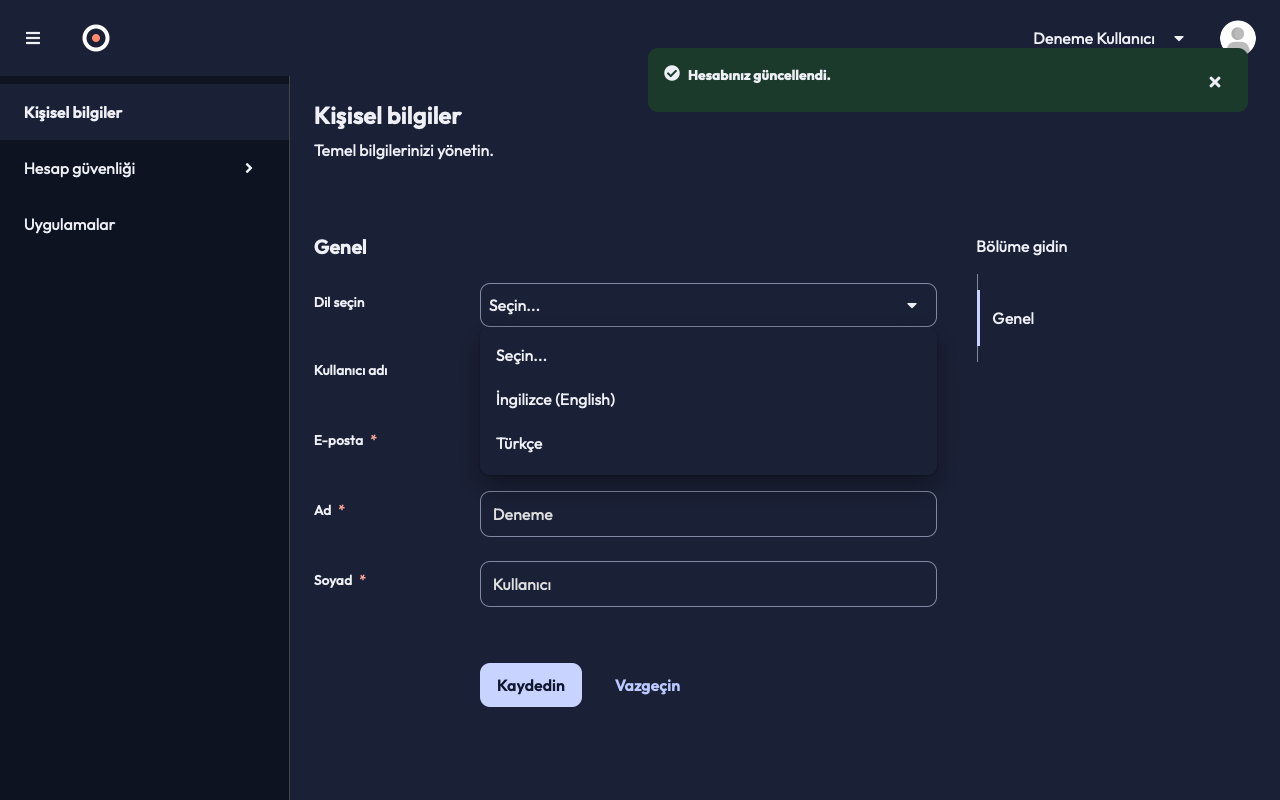 Deneme Kullanıcı
Hesabınız güncellendi.
Kişisel bilgiler
Hesap güvenliği
Uygulamalar
Kişisel bilgiler
Temel bilgilerinizi yönetin.
Genel
Dil seçin
Seçin...
Seçin...
İngilizce (English)
Türkçe
Kullanıcı adı
E-posta *
Ad *
Deneme
Soyad *
Kullanıcı
Kaydedin
Vazgeçin
Bölüme gidin
Genel